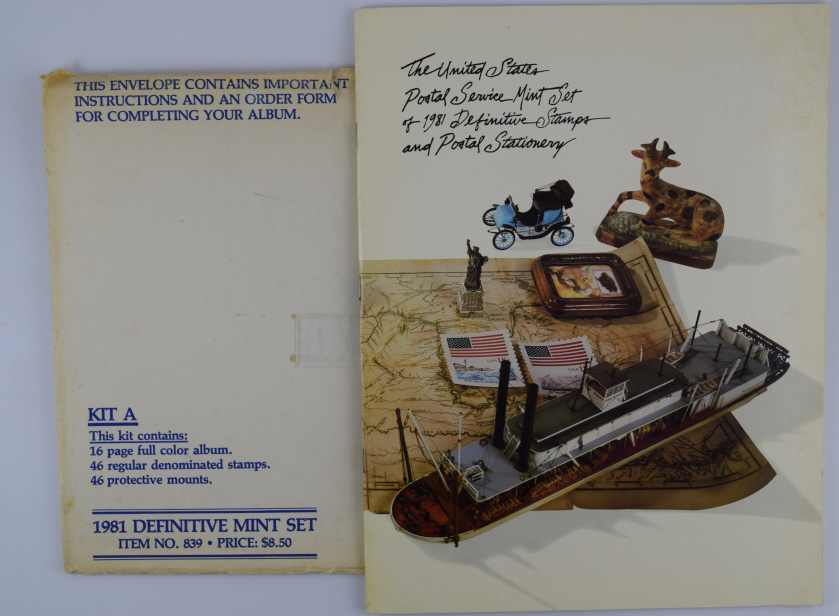 THIS ENVELOPE CONTAINS IMPORTANT
INSTRUCTIONS AND AN ORDER FORM
FOR COMPLETING YOUR ALBUM.
KIT A
This kit contains:
16 page full color album.
46 regular denominated stamps.
46 protective mounts.
1981 DEFINITIVE MINT SET
ITEM NO. 839 • PRICE: $8.50
The United States
Postal Service Mint Set
of 1981 Definitive Stamps
and Postal Stationery